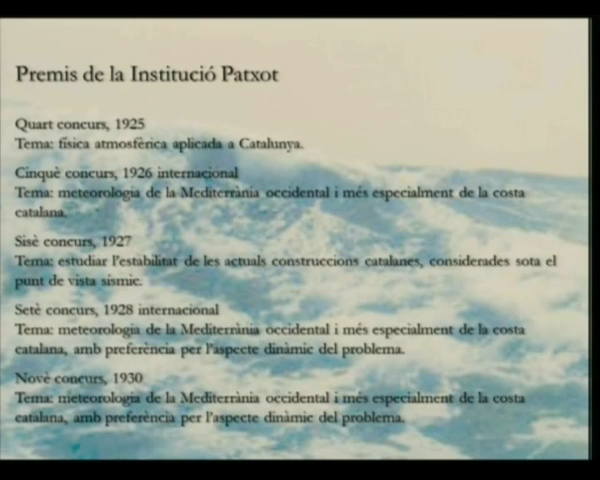 Premis de la Institució Patxot
Quart concurs, 1925
Tema: física atmosfèrica aplicada a Catalunya.
Cinquè concurs, 1926 internacional
Tema: meteorologia de la Mediterrània occidental i més especialment de la costa
catalana.
Sisè concurs, 1927
Tema: estudiar l'estabilitat de les actuals construccions catalanes, considerades sota el
punt de vista sísmic.
Setè concurs, 1928 internacional
Tema: meteorologia de la Mediterrània occidental i més especialment de la costa
catalana, amb preferència per l'aspecte dinàmic del problema.
Novè concurs, 1930
Tema: meteorologia de la Mediterrània occidental i més especialment de la costa
catalana, amb preferència per l'aspecte dinàmic del problema.